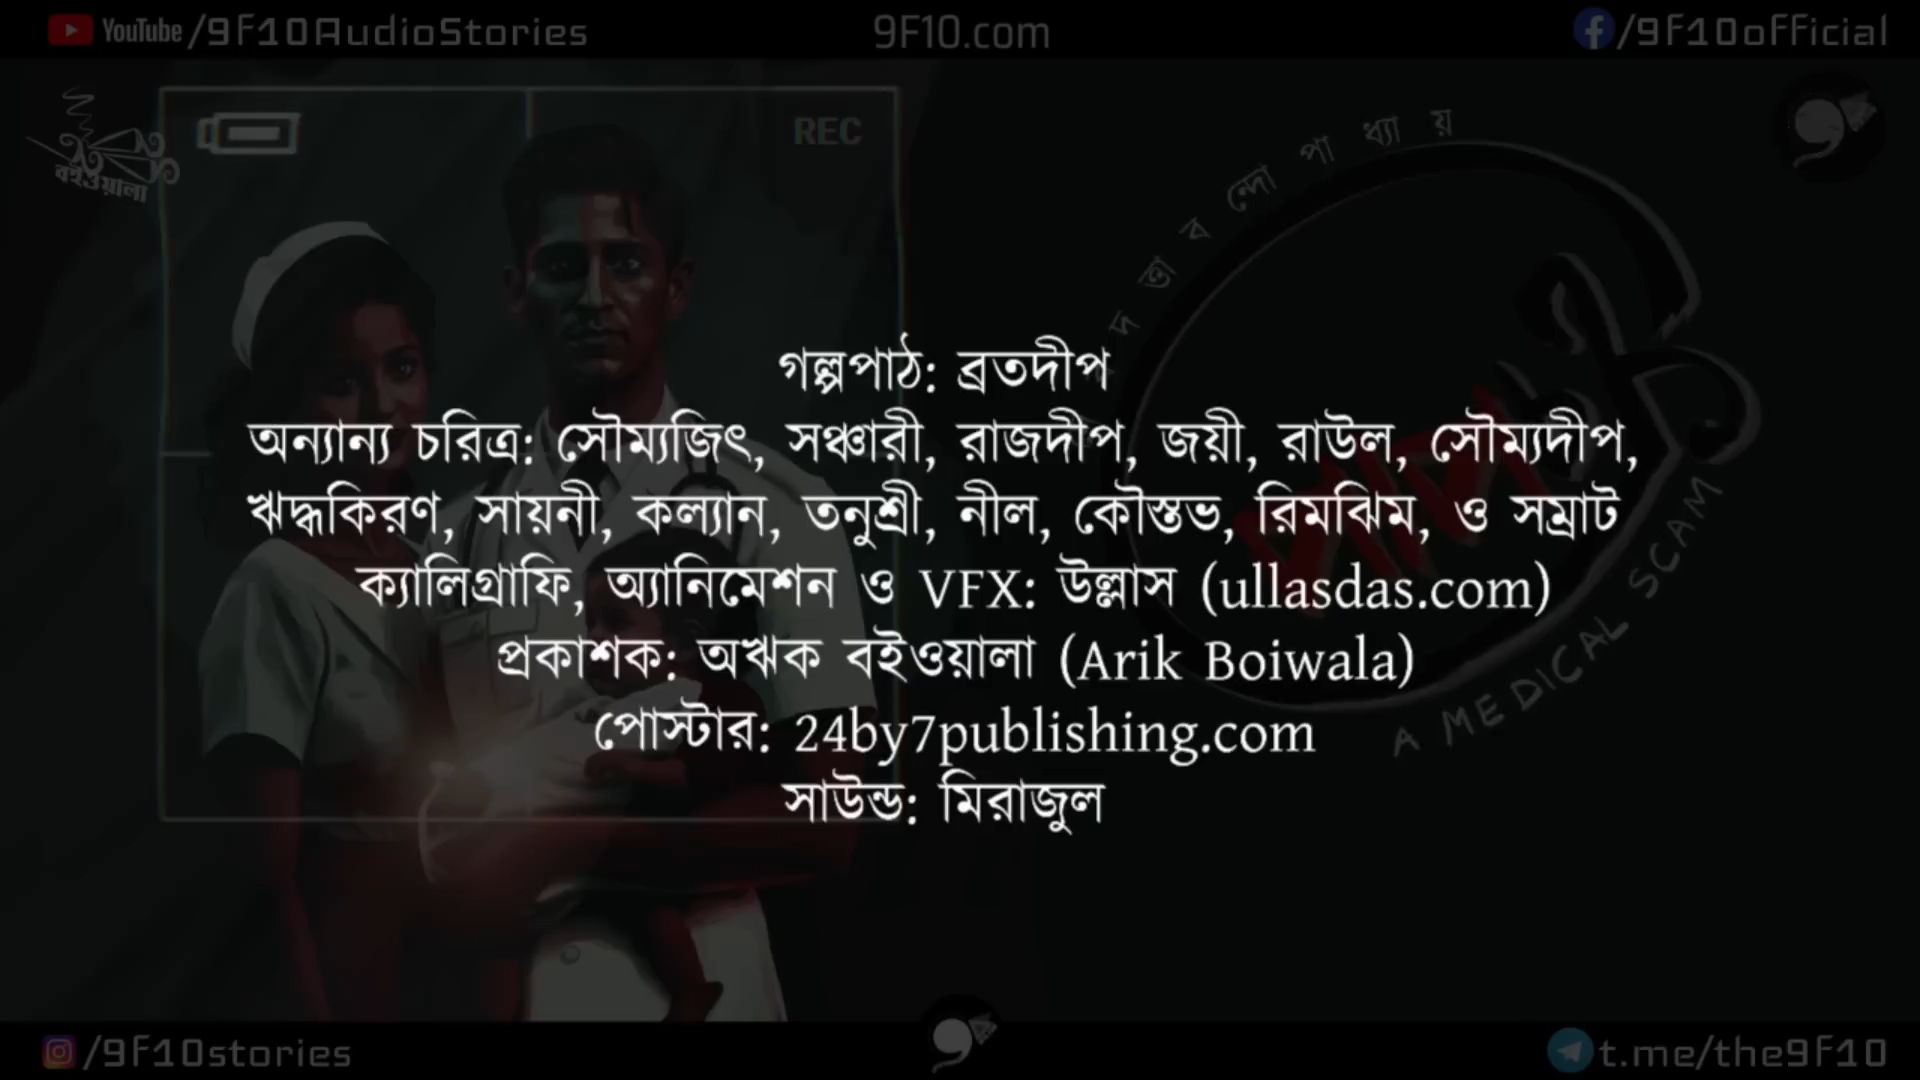 YouTube /9F10AudioStories
9F10.com
/9F10official
বইওয়ালা
REC
দ ভা ব ন্দ্যো পা ধ্যা য়
গল্পপাঠ: ব্রতদীপ
অন্যান্য চরিত্র: সৌম্যজিৎ, সঞ্চারী, রাজদীপ, জয়ী, রাউল, সৌম্যদীপ,
ঋদ্ধকিরণ, সায়নী, কল্যান, তনুশ্রী, নীল, কৌস্তভ, রিমঝিম, ও সম্রাট
ক্যালিগ্রাফি, অ্যানিমেশন ও VFX: উল্লাস (ullasdas.com)
প্রকাশক: অঋক বইওয়ালা (Arik Boiwala)
পোস্টার: 24by7publishing.com
সাউন্ড: মিরাজুল
A MEDICAL SCAM
/9F10stories
t.me/the9F10